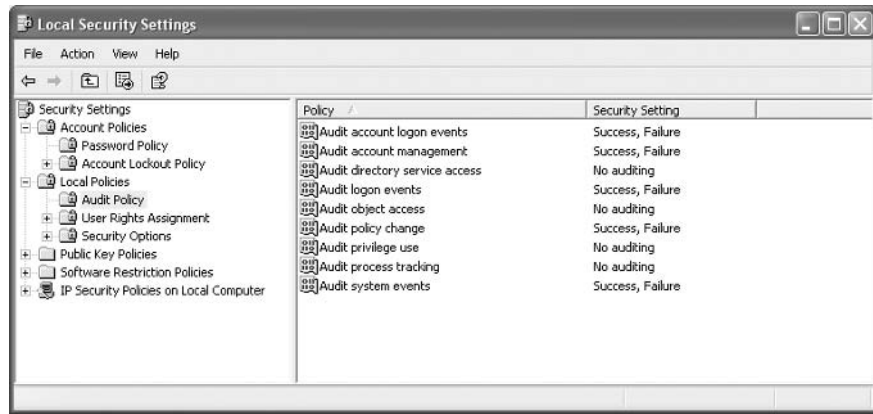 Local Security Settings
File Action View Help
Security Settings
Account Policies
Password Policy
Account Lockout Policy
Local Policies
Audit Policy
User Rights Assignment
Security Options
Public Key Policies
Software Restriction Policies
IP Security Policies on Local Computer
Policy Security Setting
Audit account logon events Success, Failure
Audit account management Success, Failure
Audit directory service access No auditing
Audit logon events Success, Failure
Audit object access No auditing
Audit policy change Success, Failure
Audit privilege use No auditing
Audit process tracking No auditing
Audit system events Success, Failure